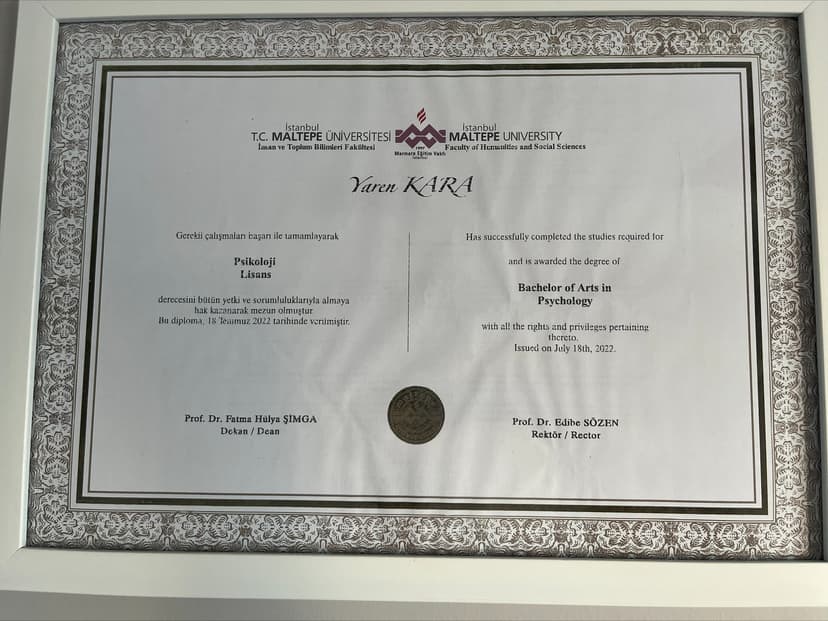 İstanbul
T.C. MALTEPE ÜNİVERSİTESİ
İnsan ve Toplum Bilimleri Fakültesi
1997
Marmara Eğitim Vakfı
İstanbul
İstanbul
MALTEPE UNIVERSITY
Faculty of Humanities and Social Sciences
Yaren KARA
Gerekli çalışmaları başarı ile tamamlayarak
Psikoloji
Lisans
derecesini bütün yetki ve sorumluluklarıyla almaya
hak kazanarak mezun olmuştur.
Bu diploma, 18 Temmuz 2022 tarihinde verilmiştir.
Has successfully completed the studies required for
and is awarded the degree of
Bachelor of Arts in
Psychology
with all the rights and privileges pertaining
thereto.
Issued on July 18th, 2022.
Prof. Dr. Fatma Hülya ŞİMGA
Dekan / Dean
Prof. Dr. Edibe SÖZEN
Rektör / Rector